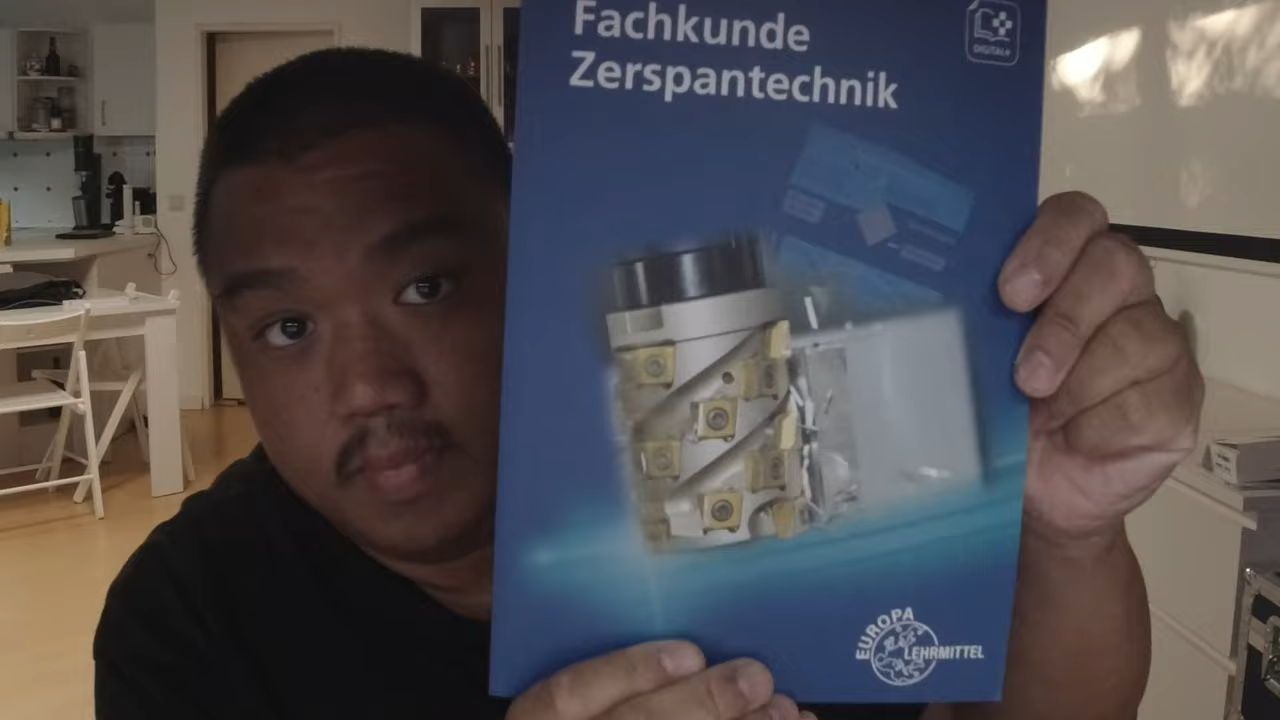 Fachkunde
Zerspantechnik
DIGITAL+
EUROPA
LEHRMITTEL